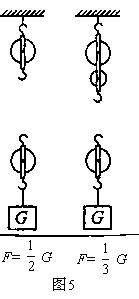 G G
F= 1/2 G F= 1/3 G
图5